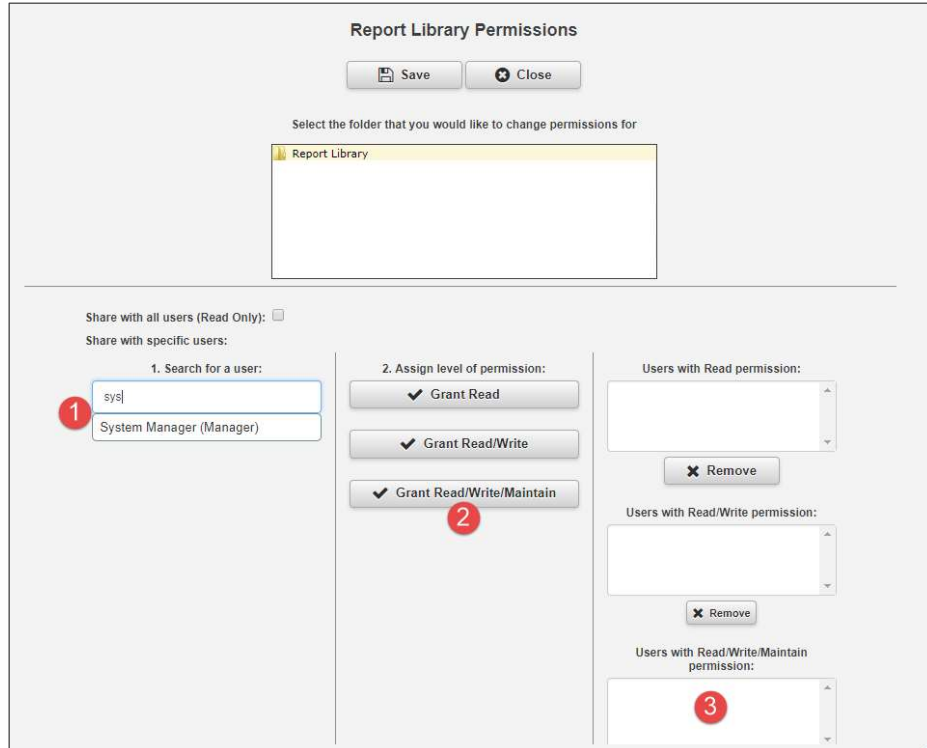 Report Library Permissions
Save
Close
Select the folder that you would like to change permissions for
Report Library
Share with all users (Read Only):
Share with specific users:
1. Search for a user:
sys
1
System Manager (Manager)
2. Assign level of permission:
Grant Read
Grant Read/Write
Grant Read/Write/Maintain
2
Users with Read permission:
Remove
Users with Read/Write permission:
Remove
Users with Read/Write/Maintain
permission:
3